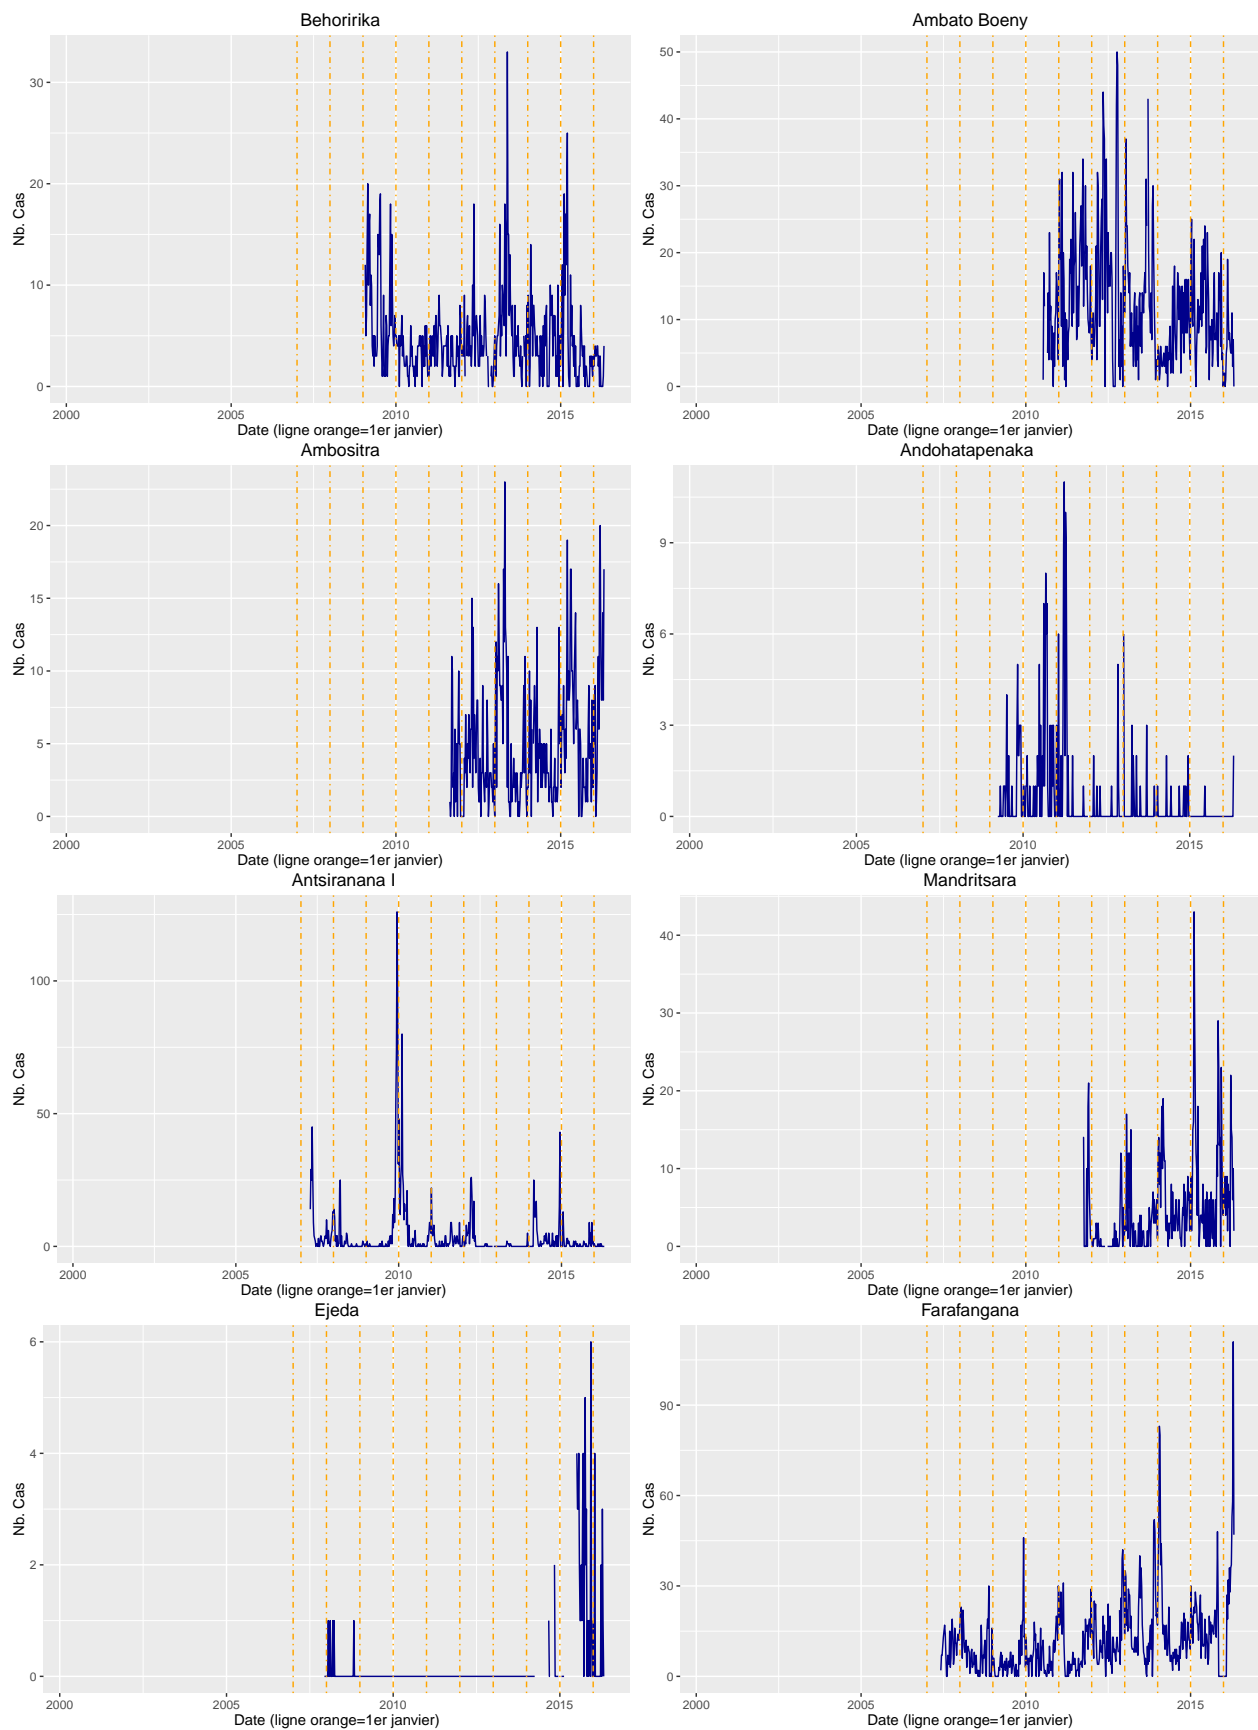 Behoririka
Nb. Cas
30
20
10
0
2000 2005 2010 2015
Date (ligne orange=1er janvier)
Ambato Boeny
Nb. Cas
50
40
30
20
10
0
2000 2005 2010 2015
Date (ligne orange=1er janvier)
Ambositra
Nb. Cas
20
15
10
5
0
2000 2005 2010 2015
Date (ligne orange=1er janvier)
Andohatapenaka
Nb. Cas
9
6
3
0
2000 2005 2010 2015
Date (ligne orange=1er janvier)
Antsiranana I
Nb. Cas
100
50
0
2000 2005 2010 2015
Date (ligne orange=1er janvier)
Mandritsara
Nb. Cas
40
30
20
10
0
2000 2005 2010 2015
Date (ligne orange=1er janvier)
Ejeda
Nb. Cas
6
4
2
0
2000 2005 2010 2015
Date (ligne orange=1er janvier)
Farafangana
Nb. Cas
90
60
30
0
2000 2005 2010 2015
Date (ligne orange=1er janvier)